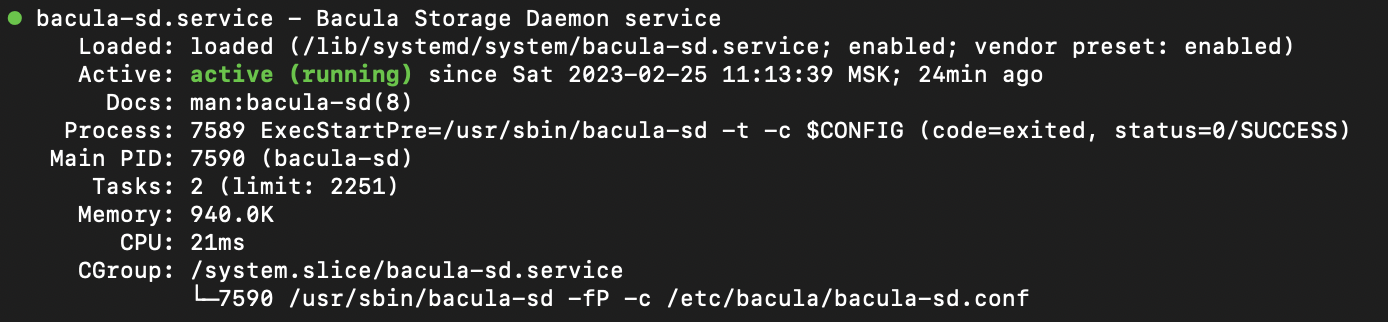 ● bacula-sd.service - Bacula Storage Daemon service
Loaded: loaded (/lib/systemd/system/bacula-sd.service; enabled; vendor preset: enabled)
Active: active (running) since Sat 2023-02-25 11:13:39 MSK; 24min ago
Docs: man:bacula-sd(8)
Process: 7589 ExecStartPre=/usr/sbin/bacula-sd -t -c $CONFIG (code=exited, status=0/SUCCESS)
Main PID: 7590 (bacula-sd)
Tasks: 2 (limit: 2251)
Memory: 940.0K
CPU: 21ms
CGroup: /system.slice/bacula-sd.service
└─7590 /usr/sbin/bacula-sd -fP -c /etc/bacula/bacula-sd.conf